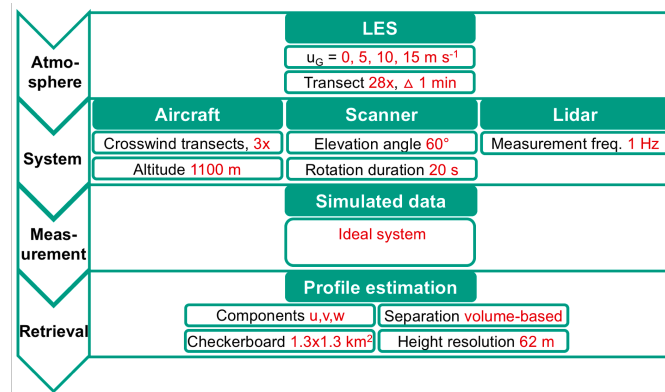 Atmo-
sphere
LES
u_G = 0, 5, 10, 15 m s⁻¹
Transect 28x, △ 1 min
System
Aircraft
Crosswind transects, 3x
Altitude 1100 m
Scanner
Elevation angle 60°
Rotation duration 20 s
Lidar
Measurement freq. 1 Hz
Meas-
urement
Simulated data
Ideal system
Retrieval
Profile estimation
Components u,v,w
Separation volume-based
Checkerboard 1.3x1.3 km²
Height resolution 62 m